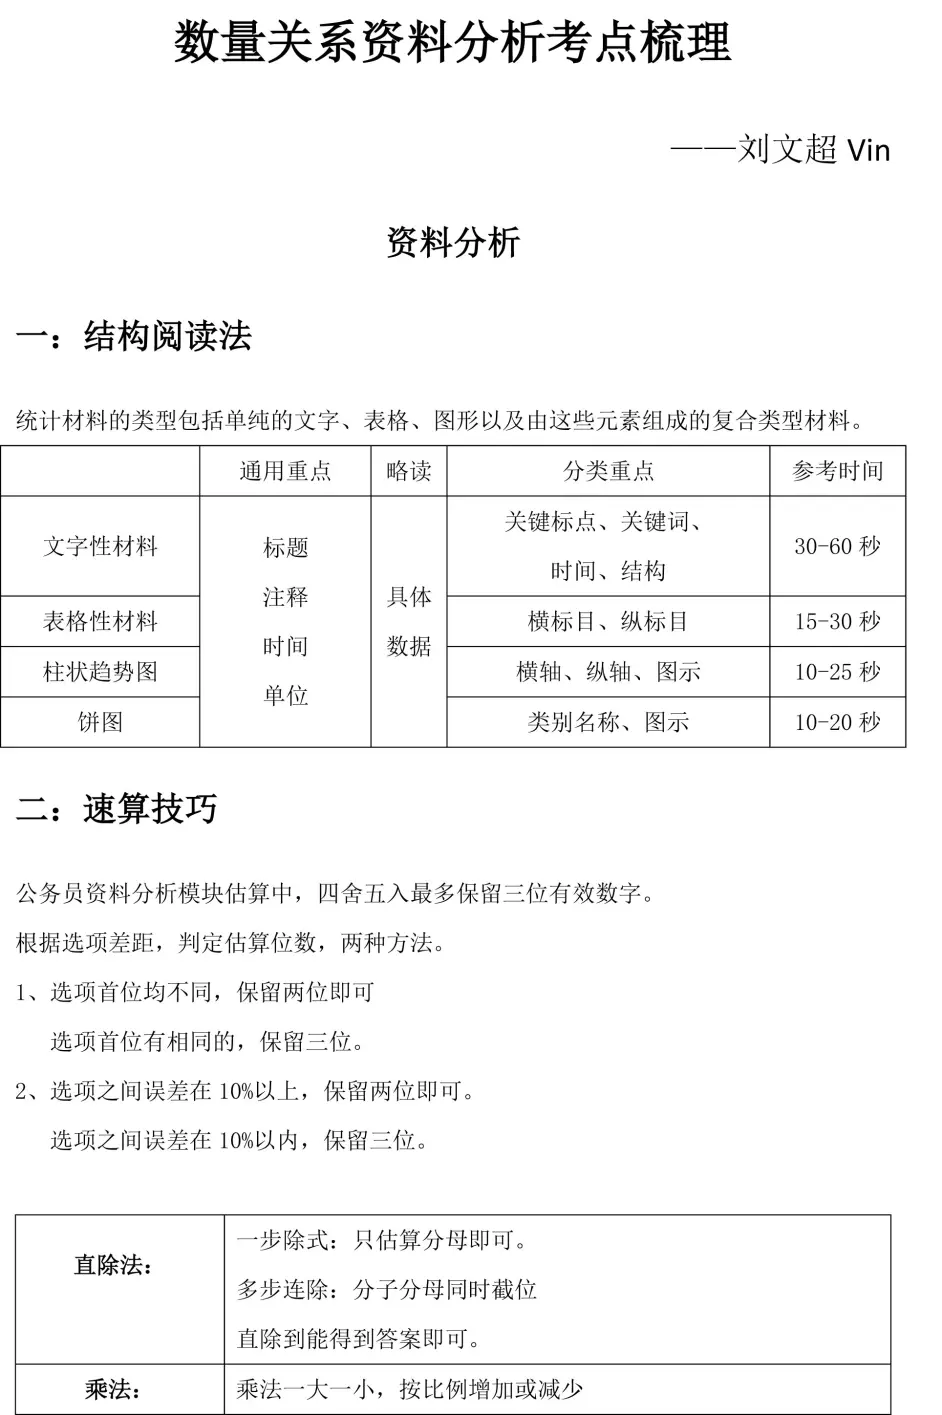 数量关系资料分析考点梳理
——刘文超 Vin
资料分析
一：结构阅读法
统计材料的类型包括单纯的文字、表格、图形以及由这些元素组成的复合类型材料。
通用重点 略读 分类重点 参考时间
文字性材料 标题 注释 时间 单位 具体 数据 关键标点、关键词、 时间、结构 30-60 秒
表格性材料 横标目、纵标目 15-30 秒
柱状趋势图 横轴、纵轴、图示 10-25 秒
饼图 类别名称、图示 10-20 秒
二：速算技巧
公务员资料分析模块估算中，四舍五入最多保留三位有效数字。
根据选项差距，判定估算位数，两种方法。
1、选项首位均不同，保留两位即可
选项首位有相同的，保留三位。
2、选项之间误差在 10%以上，保留两位即可。
选项之间误差在 10%以内，保留三位。
直除法：
一步除式：只估算分母即可。
多步连除：分子分母同时截位
直除到能得到答案即可。
乘法： 乘法一大一小，按比例增加或减少